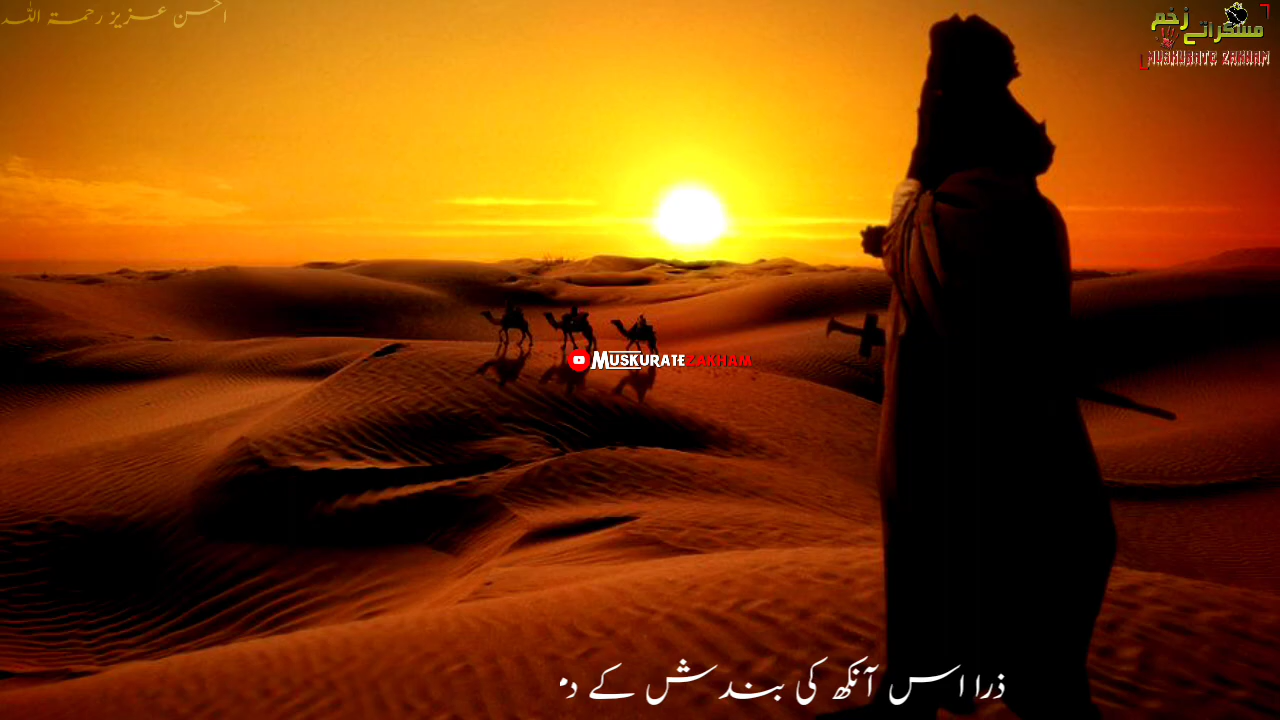 احسن عزیز رحمۃ اللہ
مسکراتے زخم
MUSKURATE ZAKHAM
MUSKURATE ZAKHAM
ذرا اس آنکھ کی بندش کے